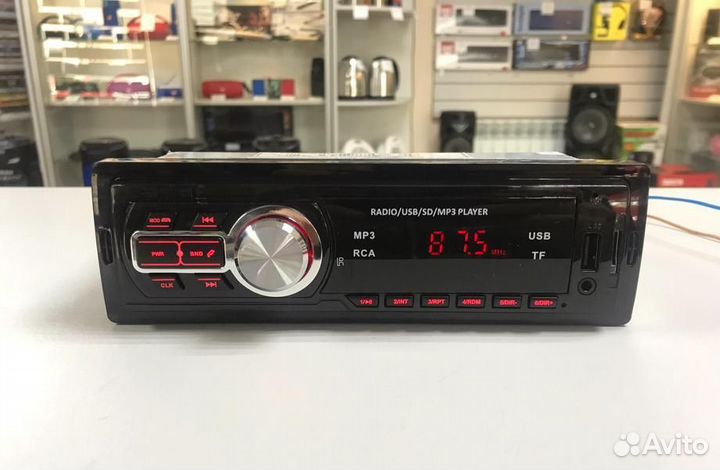 RADIO/USB/SD/MP3 PLAYER
MOD
MP3
RCA
87.5
MHz
USB
TF
PWR
BND
CLK
1/▶II
2/INT
3/RPT
4/RDM
5/DIR-
6/DIR+
Avito